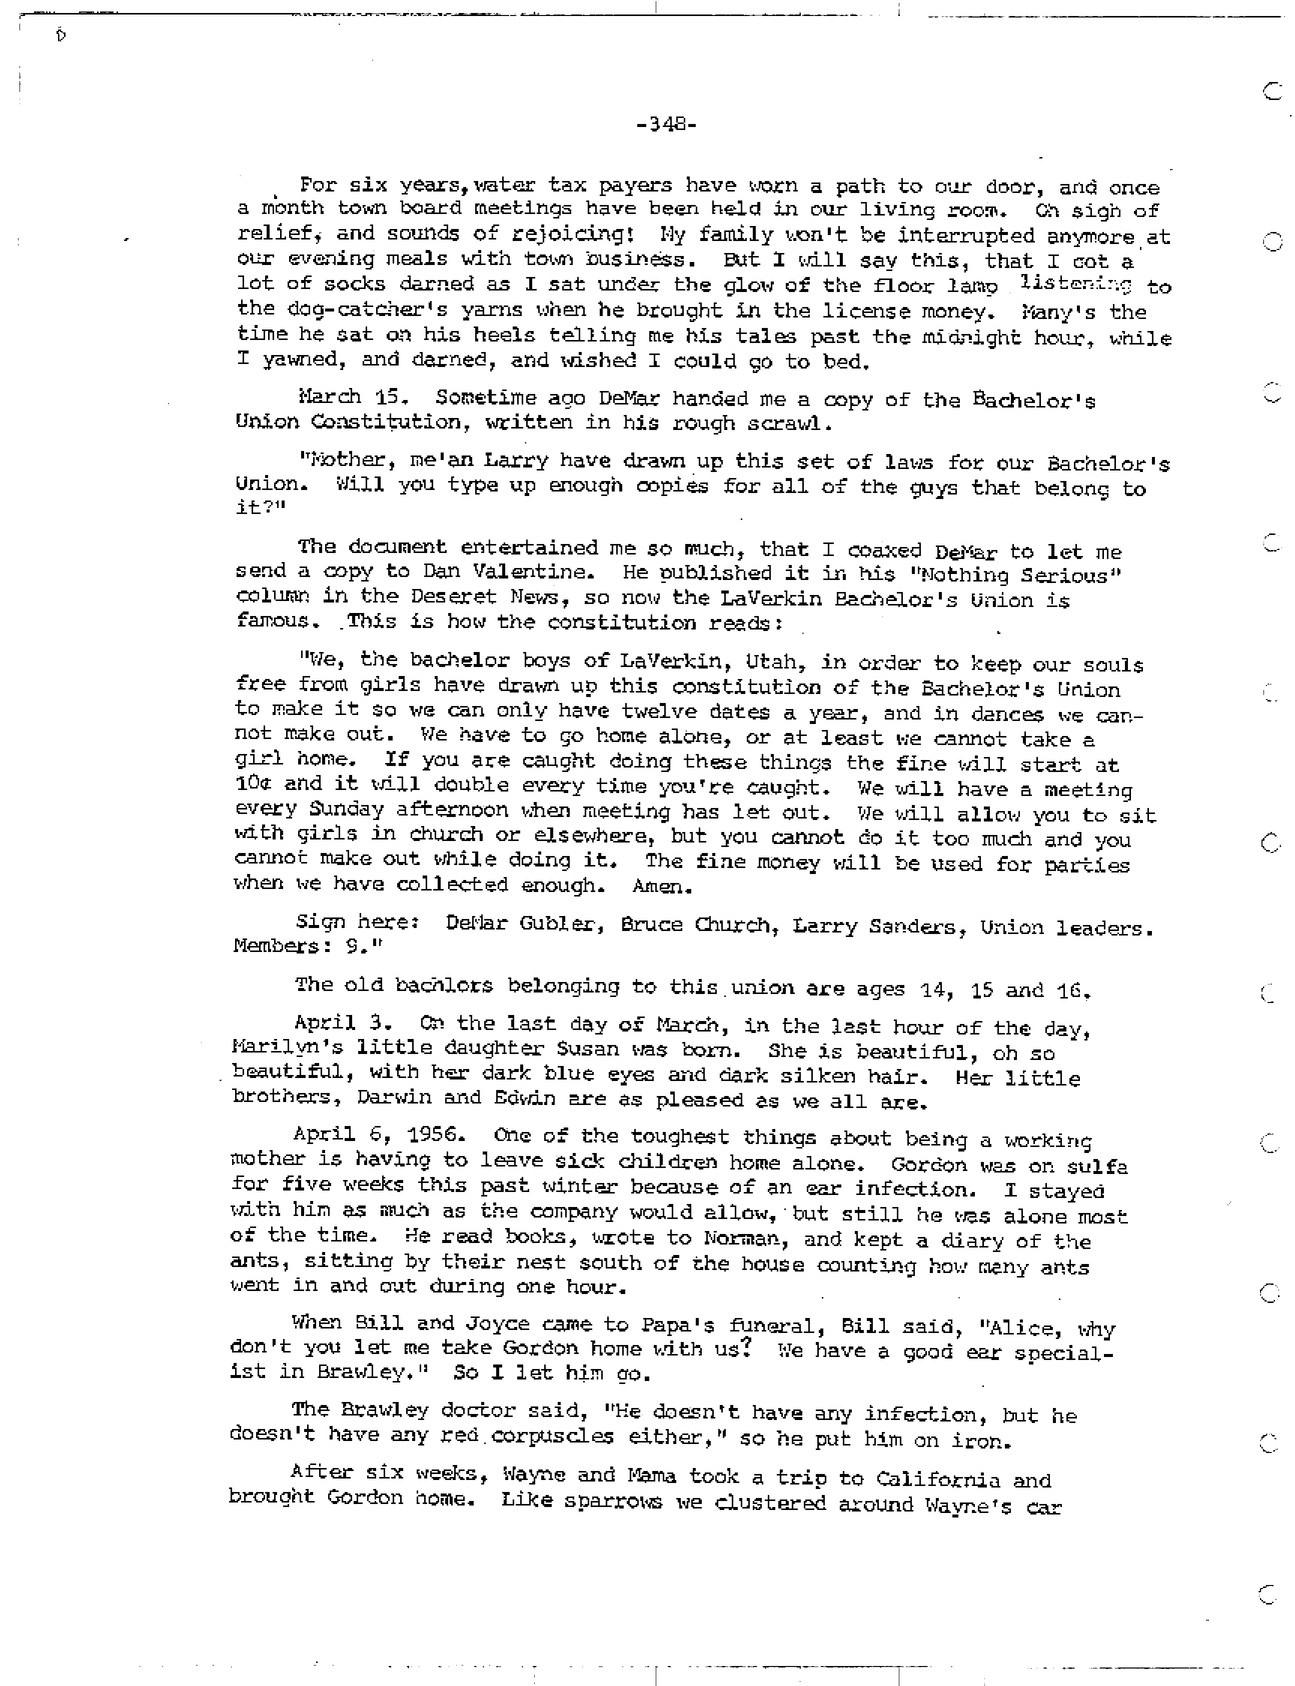 -348-
For six years, water tax payers have worn a path to our door, and once
a month town board meetings have been held in our living room. Oh sigh of
relief, and sounds of rejoicing! My family won't be interrupted anymore at
our evening meals with town business. But I will say this, that I got a
lot of socks darned as I sat under the glow of the floor lamp listening to
the dog-catcher's yarns when he brought in the license money. Many's the
time he sat on his heels telling me his tales past the midnight hour, while
I yawned, and darned, and wished I could go to bed.
March 15. Sometime ago DeMar handed me a copy of the Bachelor's
Union Constitution, written in his rough scrawl.
"Mother, me'an Larry have drawn up this set of laws for our Bachelor's
Union. Will you type up enough copies for all of the guys that belong to
it?"
The document entertained me so much, that I coaxed DeMar to let me
send a copy to Dan Valentine. He published it in his "Nothing Serious"
column in the Deseret News, so now the LaVerkin Bachelor's Union is
famous. This is how the constitution reads:
"We, the bachelor boys of LaVerkin, Utah, in order to keep our souls
free from girls have drawn up this constitution of the Bachelor's Union
to make it so we can only have twelve dates a year, and in dances we can-
not make out. We have to go home alone, or at least we cannot take a
girl home. If you are caught doing these things the fine will start at
10¢ and it will double every time you're caught. We will have a meeting
every Sunday afternoon when meeting has let out. We will allow you to sit
with girls in church or elsewhere, but you cannot do it too much and you
cannot make out while doing it. The fine money will be used for parties
when we have collected enough. Amen.
Sign here: DeMar Gubler, Bruce Church, Larry Sanders, Union leaders.
Members: 9."
The old bachlors belonging to this union are ages 14, 15 and 16.
April 3. On the last day of March, in the last hour of the day,
Marilyn's little daughter Susan was born. She is beautiful, oh so
beautiful, with her dark blue eyes and dark silken hair. Her little
brothers, Darwin and Edwin are as pleased as we all are.
April 6, 1956. One of the toughest things about being a working
mother is having to leave sick children home alone. Gordon was on sulfa
for five weeks this past winter because of an ear infection. I stayed
with him as much as the company would allow, but still he was alone most
of the time. He read books, wrote to Norman, and kept a diary of the
ants, sitting by their nest south of the house counting how many ants
went in and out during one hour.
When Bill and Joyce came to Papa's funeral, Bill said, "Alice, why
don't you let me take Gordon home with us? We have a good ear special-
ist in Brawley." So I let him go.
The Brawley doctor said, "He doesn't have any infection, but he
doesn't have any red corpuscles either," so he put him on iron.
After six weeks, Wayne and Mama took a trip to California and
brought Gordon home. Like sparrows we clustered around Wayne's car